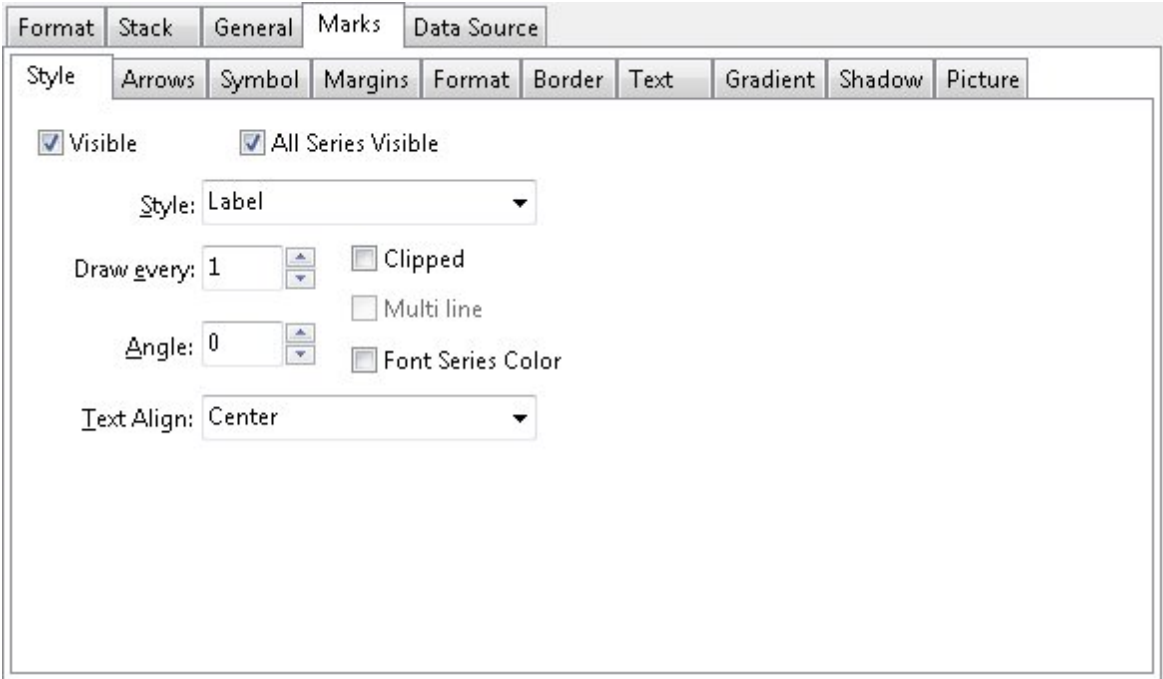 Format Stack General Marks Data Source
Style Arrows Symbol Margins Format Border Text Gradient Shadow Picture
Visible All Series Visible
Style: Label
Draw every: 1 Clipped
Multi line
Angle: 0
Font Series Color
Text Align: Center